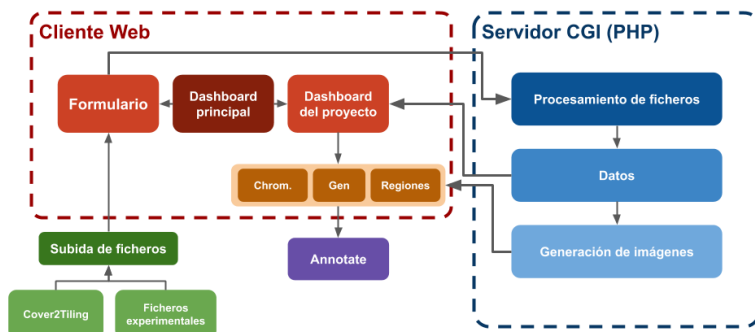 Cliente Web
Servidor CGI (PHP)
Formulario
Dashboard
principal
Dashboard
del proyecto
Procesamiento de ficheros
Chrom.
Gen
Regiones
Datos
Subida de ficheros
Annotate
Generación de imágenes
Cover2Tiling
Ficheros
experimentales